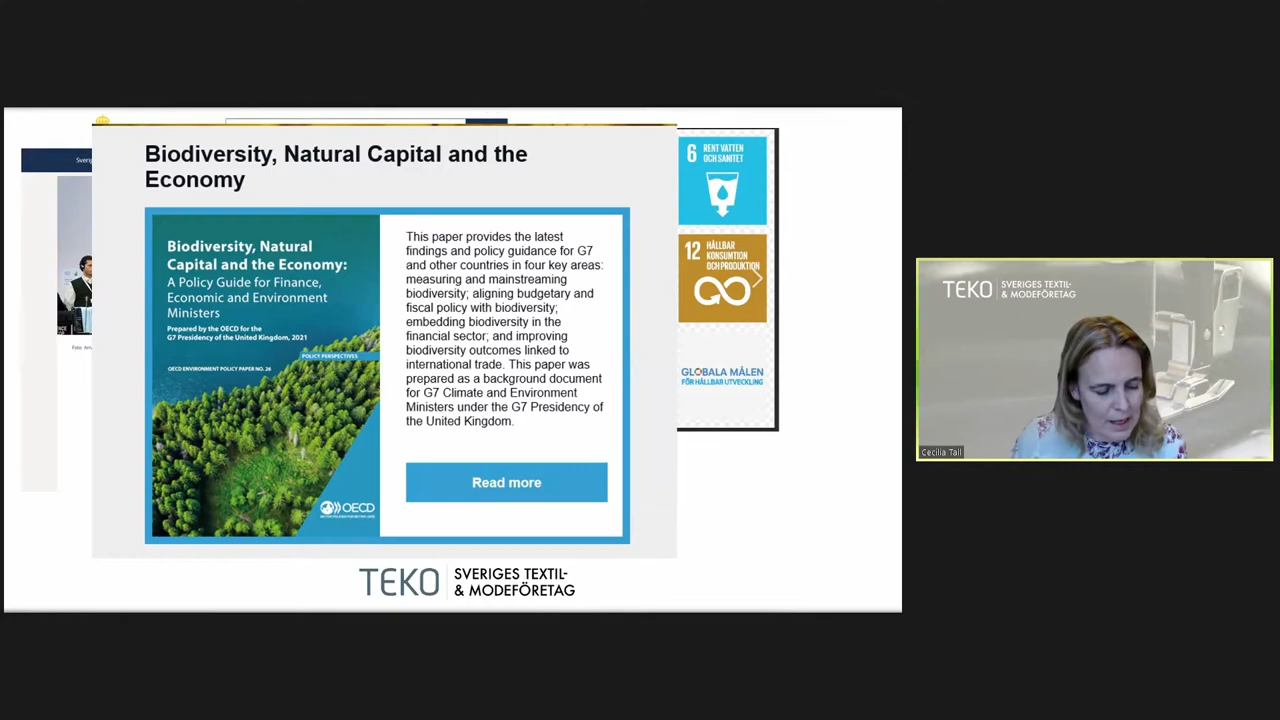 Biodiversity, Natural Capital and the
Economy
Biodiversity, Natural
Capital and the Economy:
A Policy Guide for Finance,
Economic and Environment
Ministers
Prepared by the OECD for the
G7 Presidency of the United Kingdom, 2021
POLICY PERSPECTIVES
OECD ENVIRONMENT POLICY PAPER NO. 26
OECD
This paper provides the latest
findings and policy guidance for G7
and other countries in four key areas:
measuring and mainstreaming
biodiversity; aligning budgetary and
fiscal policy with biodiversity;
embedding biodiversity in the
financial sector; and improving
biodiversity outcomes linked to
international trade. This paper was
prepared as a background document
for G7 Climate and Environment
Ministers under the G7 Presidency of
the United Kingdom.
Read more
6 RENT VATTEN
OCH SANITET
12 HÅLLBAR
KONSUMTION
OCH PRODUKTION
GLOBALA MÅLEN
FÖR HÅLLBAR UTVECKLING
TEKO SVERIGES TEXTIL-
& MODEFÖRETAG
TEKO SVERIGES TEXTIL-
& MODEFÖRETAG
Cecilia Tall